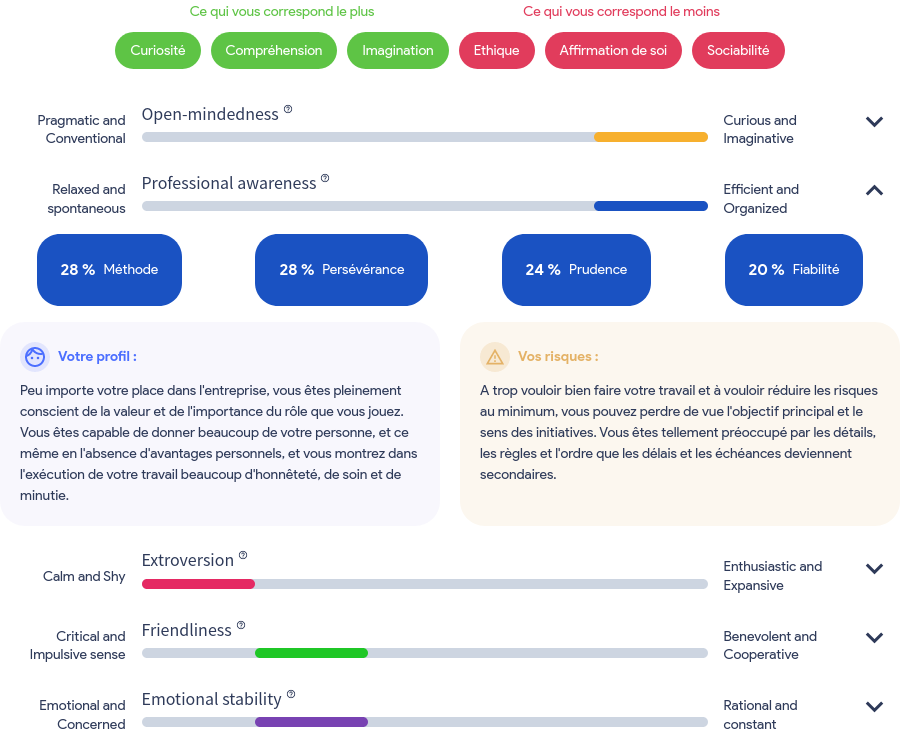 Ce qui vous correspond le plus
Ce qui vous correspond le moins
Curiosité
Compréhension
Imagination
Ethique
Affirmation de soi
Sociabilité
Open-mindedness
Pragmatic and
Conventional
Curious and
Imaginative
Professional awareness
Relaxed and
spontaneous
Efficient and
Organized
28 % Méthode
28 % Persévérance
24 % Prudence
20 % Fiabilité
Votre profil :
Peu importe votre place dans l'entreprise, vous êtes pleinement
conscient de la valeur et de l'importance du rôle que vous jouez.
Vous êtes capable de donner beaucoup de votre personne, et ce
même en l'absence d'avantages personnels, et vous montrez dans
l'exécution de votre travail beaucoup d'honnêteté, de soin et de
minutie.
Vos risques :
A trop vouloir bien faire votre travail et à vouloir réduire les risques
au minimum, vous pouvez perdre de vue l'objectif principal et le
sens des initiatives. Vous êtes tellement préoccupé par les détails,
les règles et l'ordre que les délais et les échéances deviennent
secondaires.
Extroversion
Calm and Shy
Enthusiastic and
Expansive
Friendliness
Critical and
Impulsive sense
Benevolent and
Cooperative
Emotional stability
Emotional and
Concerned
Rational and
constant